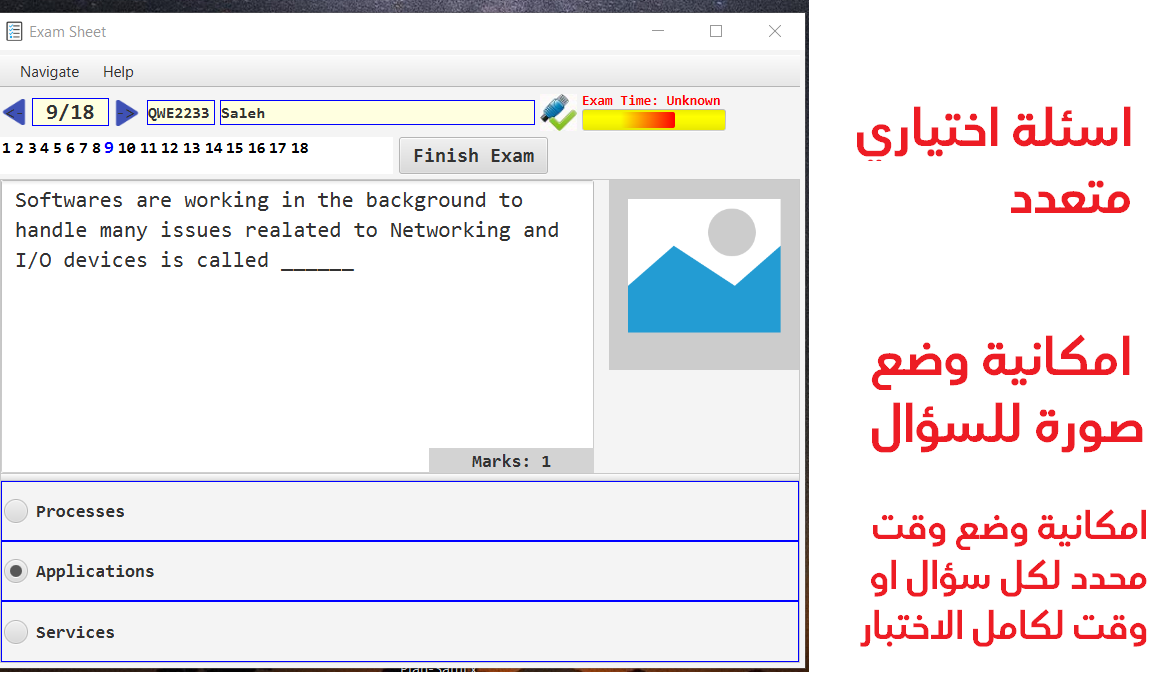 Exam Sheet
Navigate Help
<- 9/18 -> QWE2233 Saleh
Exam Time: Unknown
1 2 3 4 5 6 7 8 9 10 11 12 13 14 15 16 17 18
Finish Exam
Softwares are working in the background to
handle many issues realated to Networking and
I/O devices is called ______
Marks: 1
Processes
Applications
Services
اسئلة اختياري
متعدد
امكانية وضع
صورة للسؤال
امكانية وضع وقت
محدد لكل سؤال او
وقت لكامل الاختبار